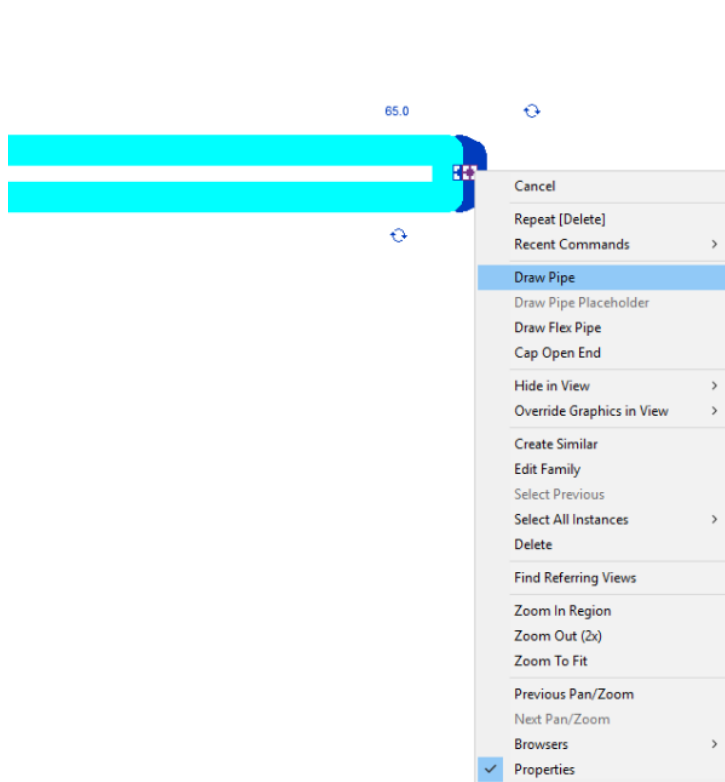 65.0
Cancel
Repeat [Delete]
Recent Commands
Draw Pipe
Draw Pipe Placeholder
Draw Flex Pipe
Cap Open End
Hide in View
Override Graphics in View
Create Similar
Edit Family
Select Previous
Select All Instances
Delete
Find Referring Views
Zoom In Region
Zoom Out (2x)
Zoom To Fit
Previous Pan/Zoom
Next Pan/Zoom
Browsers
Properties